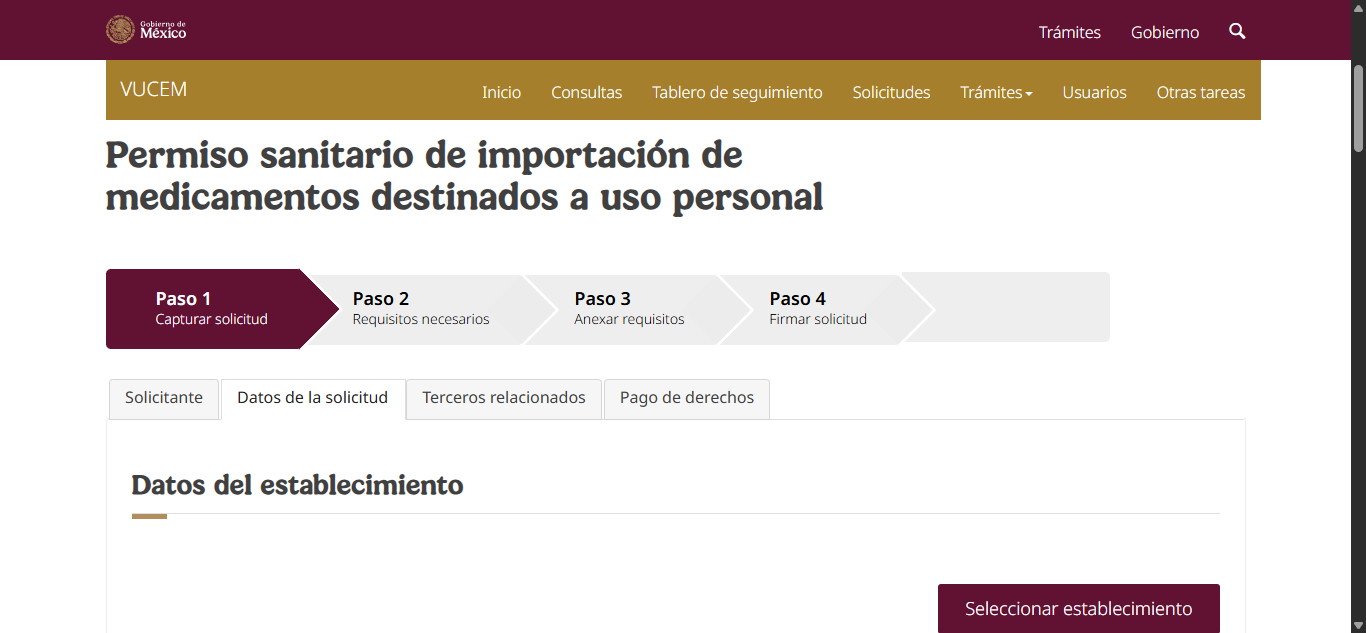 Gobierno de
México
Trámites
Gobierno
VUCEM
Inicio
Consultas
Tablero de seguimiento
Solicitudes
Trámites
Usuarios
Otras tareas
Permiso sanitario de importación de
medicamentos destinados a uso personal
Paso 1
Capturar solicitud
Paso 2
Requisitos necesarios
Paso 3
Anexar requisitos
Paso 4
Firmar solicitud
Solicitante
Datos de la solicitud
Terceros relacionados
Pago de derechos
Datos del establecimiento
Seleccionar establecimiento